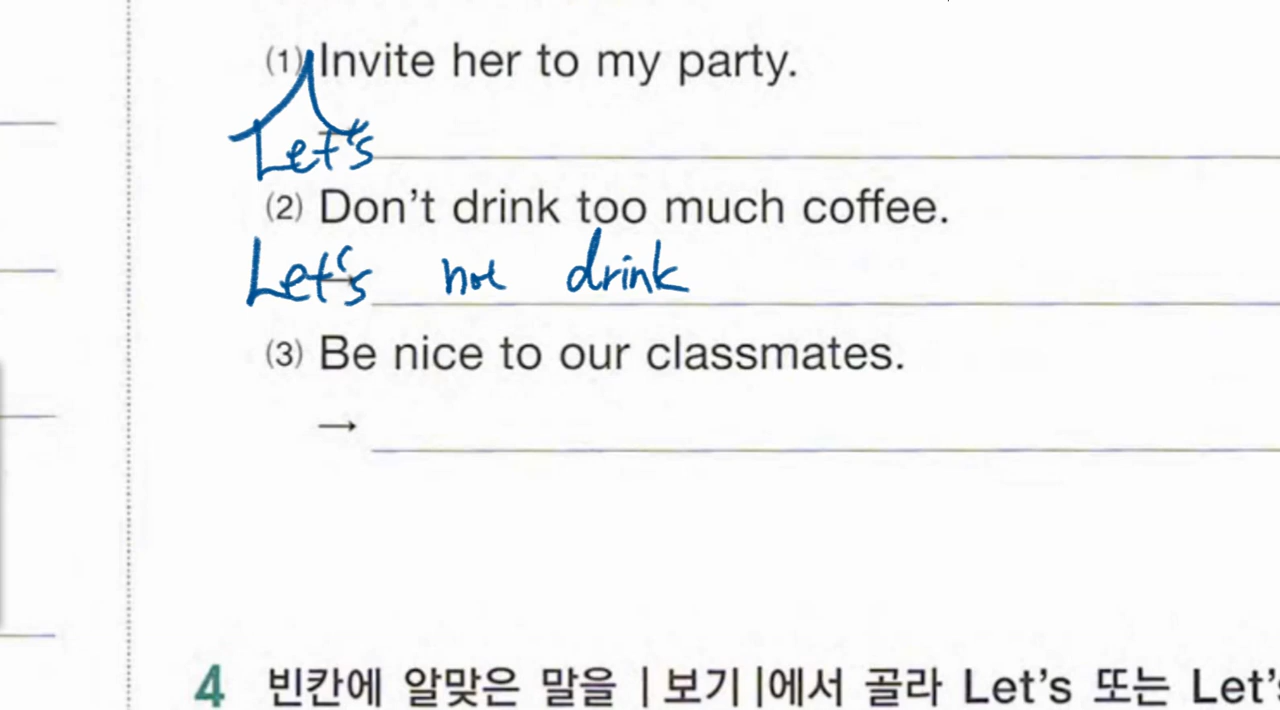 (1) Invite her to my party.
Let's
(2) Don't drink too much coffee.
Let's not drink
(3) Be nice to our classmates.
→
4 빈칸에 알맞은 말을 | 보기 |에서 골라 Let's 또는 Let's